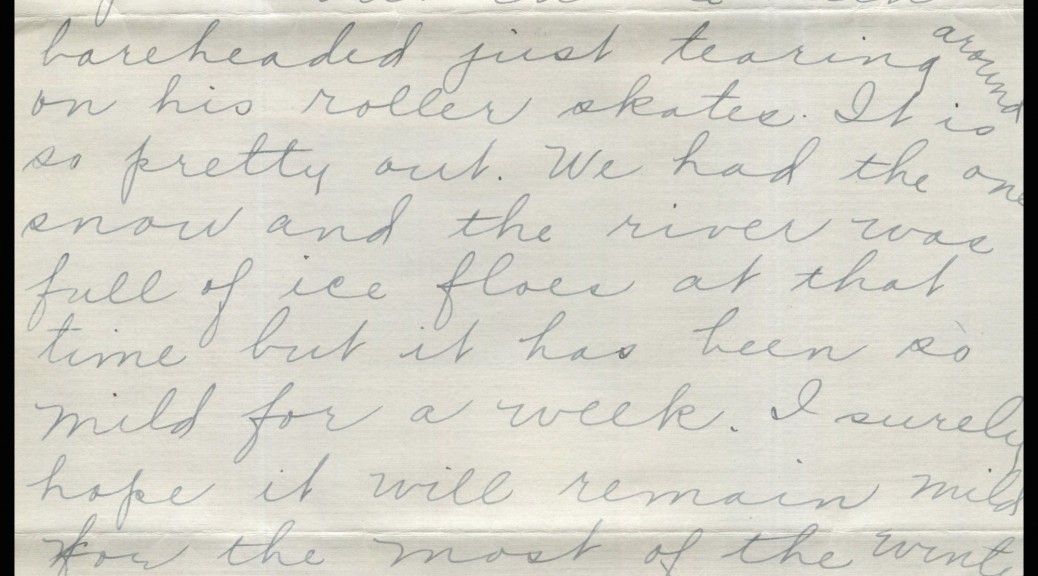 bareheaded just tearing around
on his roller skates. It is
so pretty out. We had the one
snow and the river was
full of ice floes at that
time but it has been so
mild for a week. I surely
hope it will remain mild
for the most of the wint